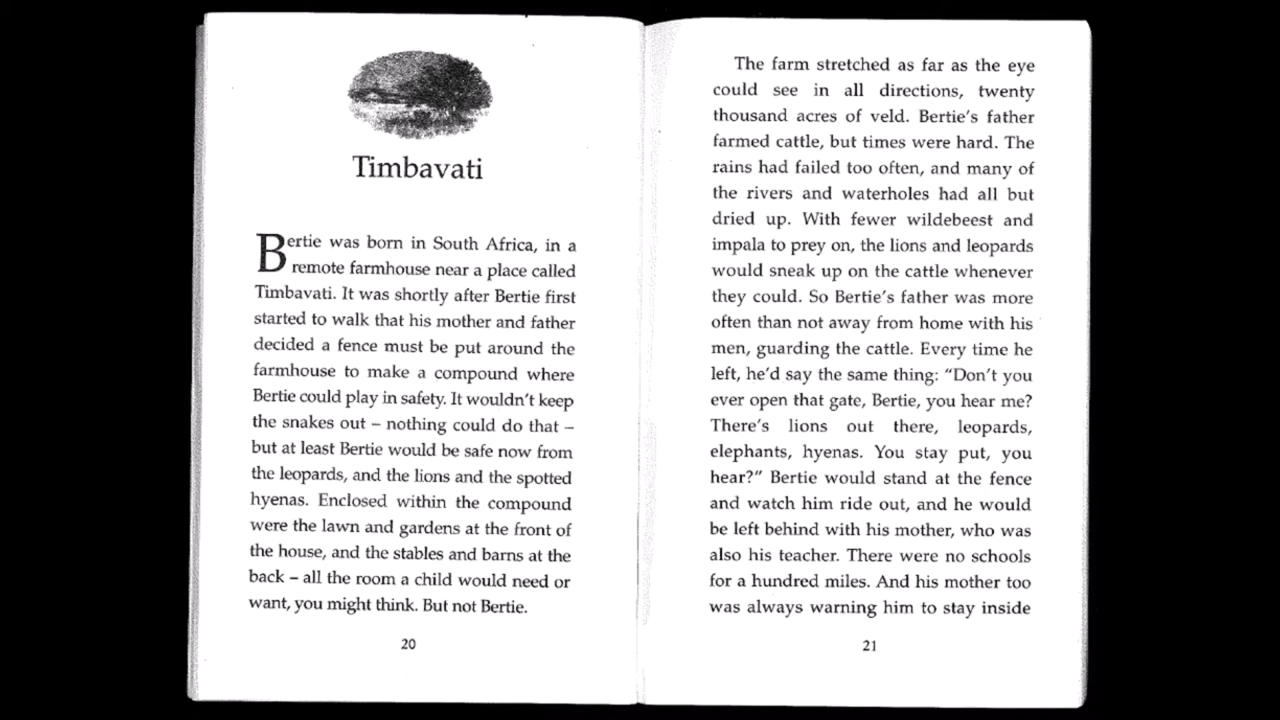 Timbavati
Bertie was born in South Africa, in a
remote farmhouse near a place called
Timbavati. It was shortly after Bertie first
started to walk that his mother and father
decided a fence must be put around the
farmhouse to make a compound where
Bertie could play in safety. It wouldn't keep
the snakes out – nothing could do that –
but at least Bertie would be safe now from
the leopards, and the lions and the spotted
hyenas. Enclosed within the compound
were the lawn and gardens at the front of
the house, and the stables and barns at the
back – all the room a child would need or
want, you might think. But not Bertie.
20
The farm stretched as far as the eye
could see in all directions, twenty
thousand acres of veld. Bertie's father
farmed cattle, but times were hard. The
rains had failed too often, and many of
the rivers and waterholes had all but
dried up. With fewer wildebeest and
impala to prey on, the lions and leopards
would sneak up on the cattle whenever
they could. So Bertie's father was more
often than not away from home with his
men, guarding the cattle. Every time he
left, he'd say the same thing: “Don't you
ever open that gate, Bertie, you hear me?
There's lions out there, leopards,
elephants, hyenas. You stay put, you
hear?” Bertie would stand at the fence
and watch him ride out, and he would
be left behind with his mother, who was
also his teacher. There were no schools
for a hundred miles. And his mother too
was always warning him to stay inside
21